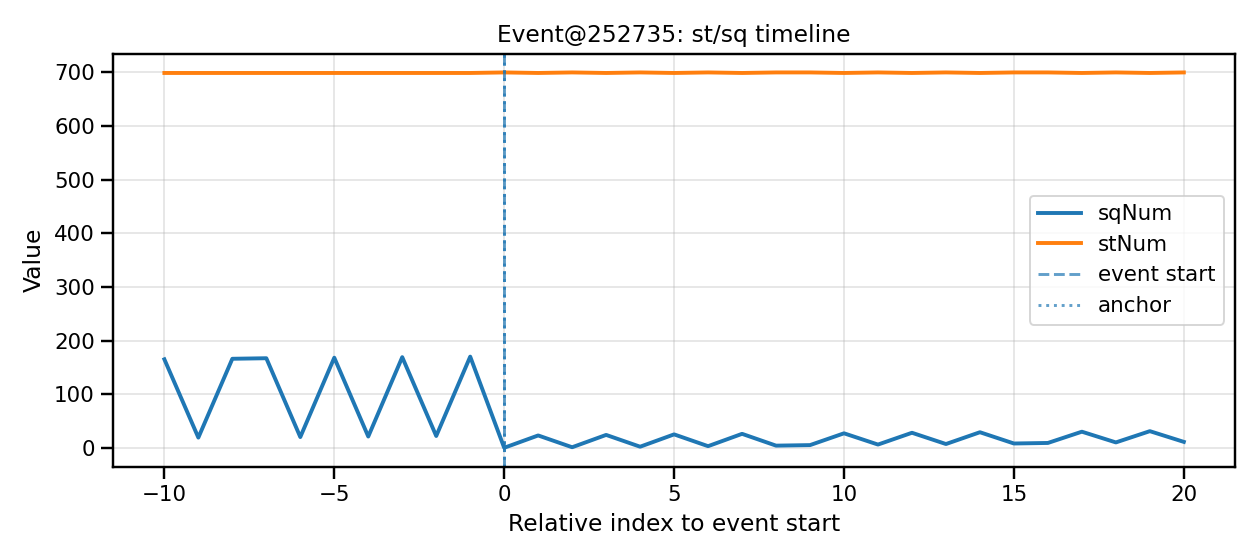 Event@252735: st/sq timeline
700
600
500
400
300
200
100
0
Value
sqNum
stNum
event start
anchor
−10
−5
0
5
10
15
20
Relative index to event start